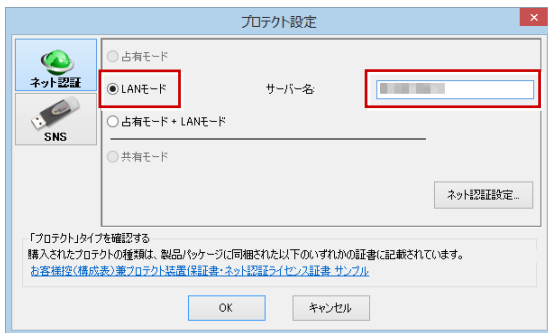 プロテクト設定
×
ネット認証
SNS
占有モード
LANモード サーバー名:
占有モード + LANモード
共有モード
ネット認証設定...
「プロテクト」タイプを確認する
購入されたプロテクトの種類は、製品パッケージに同梱された以下のいずれかの証書に記載されています。
お客様控(構成表)兼プロテクト装置保証書・ネット認証ライセンス証書 サンプル
OK キャンセル